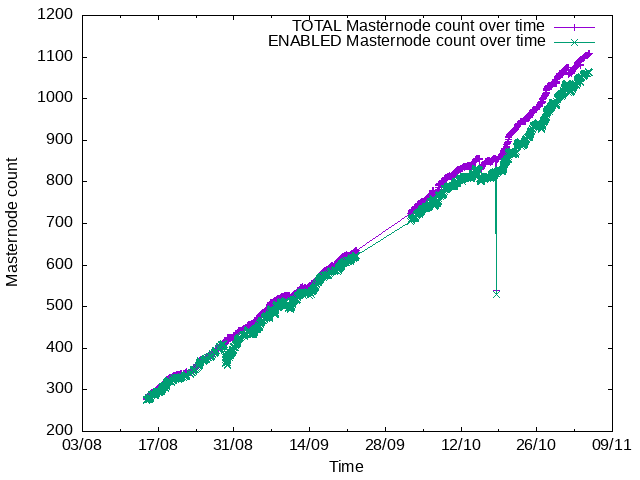 TOTAL Masternode count over time
ENABLED Masternode count over time
1200
1100
1000
900
800
700
600
500
400
300
200
Masternode count
03/08 17/08 31/08 14/09 28/09 12/10 26/10 09/11
Time